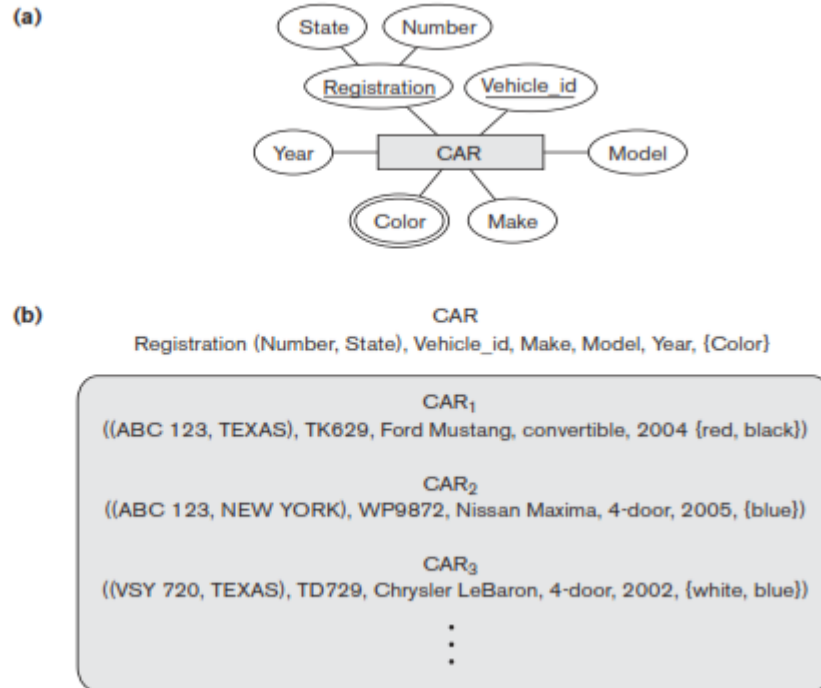 (a)
State
Number
Registration
Vehicle_id
Year
CAR
Model
Color
Make
(b)
CAR
Registration (Number, State), Vehicle_id, Make, Model, Year, {Color}
CAR₁
((ABC 123, TEXAS), TK629, Ford Mustang, convertible, 2004 {red, black})
CAR₂
((ABC 123, NEW YORK), WP9872, Nissan Maxima, 4-door, 2005, {blue})
CAR₃
((VSY 720, TEXAS), TD729, Chrysler LeBaron, 4-door, 2002, {white, blue})